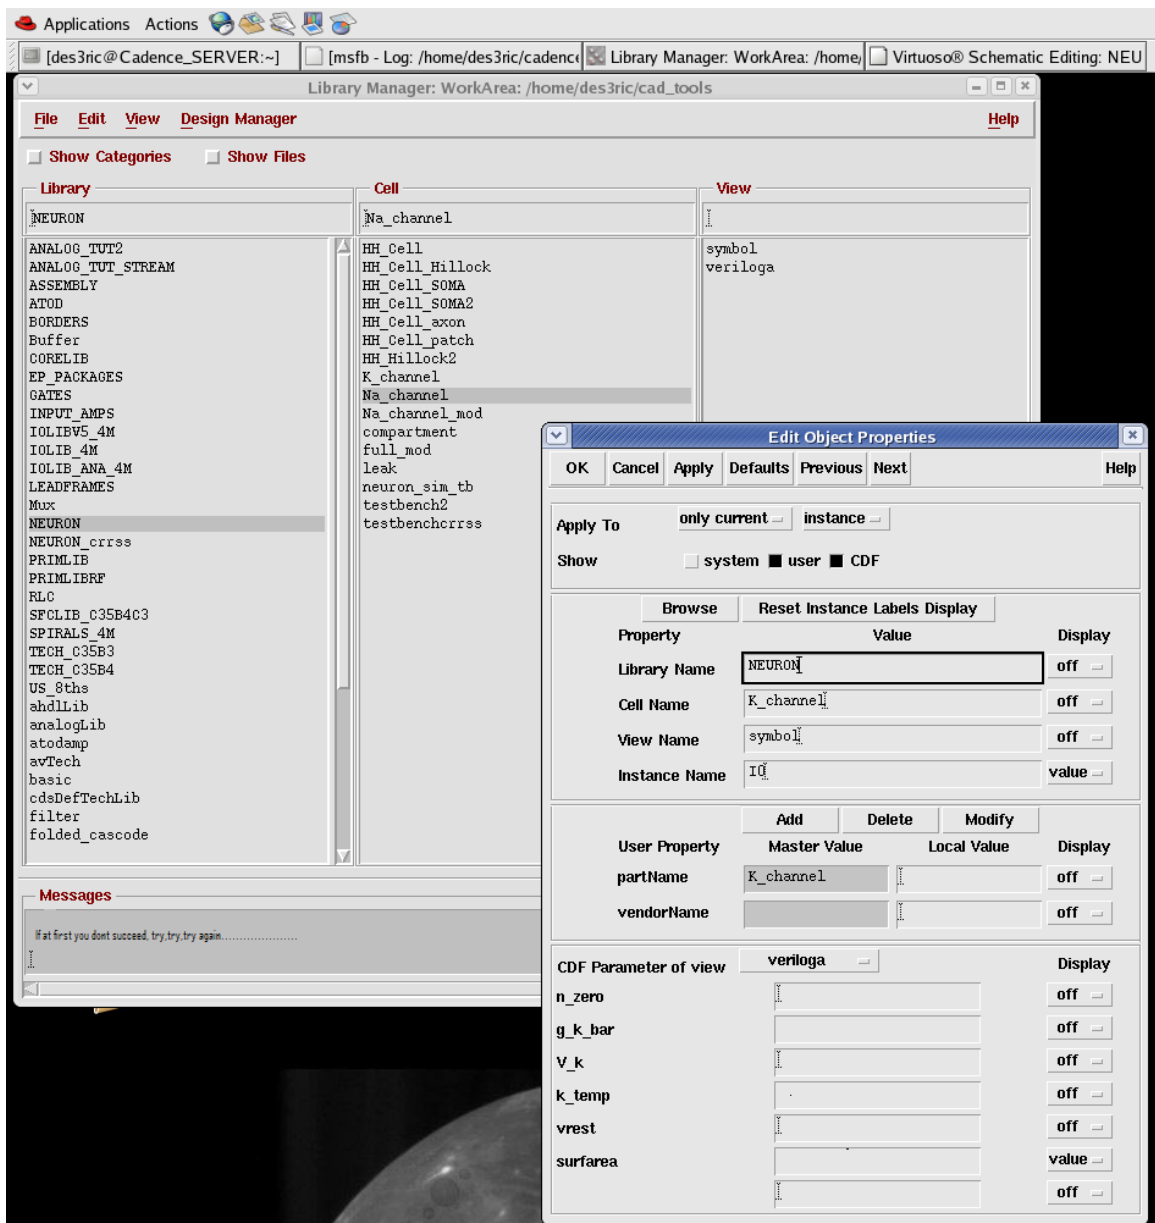 Applications Actions
[des3ric@Cadence_SERVER:~] [msfb - Log: /home/des3ric/cadence Library Manager: WorkArea: /home/ Virtuoso® Schematic Editing: NEU
Library Manager: WorkArea: /home/des3ric/cad_tools
File Edit View Design Manager Help
Show Categories Show Files
Library Cell View
NEURON Na_channel
ANALOG_TUT2 HH_Cell symbol
ANALOG_TUT_STREAM HH_Cell_Hillock veriloga
ASSEMBLY HH_Cell_SOMA
ATOD HH_Cell_SOMA2
BORDERS HH_Cell_axon
Buffer HH_Cell_patch
CORELIB HH_Hillock2
EP_PACKAGES K_channel
GATES Na_channel
INPUT_AMPS Na_channel_mod
IOLIBV5_4M compartment
IOLIB_4M full_mod
IOLIB_ANA_4M leak
LEADFRAMES neuron_sim_tb
Mux testbench2
NEURON testbenchcrrss
NEURON_crrss
PRIMLIB
PRIMLIBRF
RLC
SFCLIB_C35B4C3
SPIRALS_4M
TECH_C35B3
TECH_C35B4
US_8ths
ahdlLib
analogLib
atodamp
avTech
basic
cdsDefTechLib
filter
folded_cascode
Messages
If at first you dont succeed, try,try,try again.....................
Edit Object Properties
OK Cancel Apply Defaults Previous Next Help
Apply To only current instance
Show system user CDF
Browse Reset Instance Labels Display
Property Value Display
Library Name NEURON off
Cell Name K_channel off
View Name symbol off
Instance Name I0 value
Add Delete Modify
User Property Master Value Local Value Display
partName K_channel off
vendorName off
CDF Parameter of view veriloga Display
n_zero off
g_k_bar off
V_k off
k_temp off
vrest off
surfarea value
off